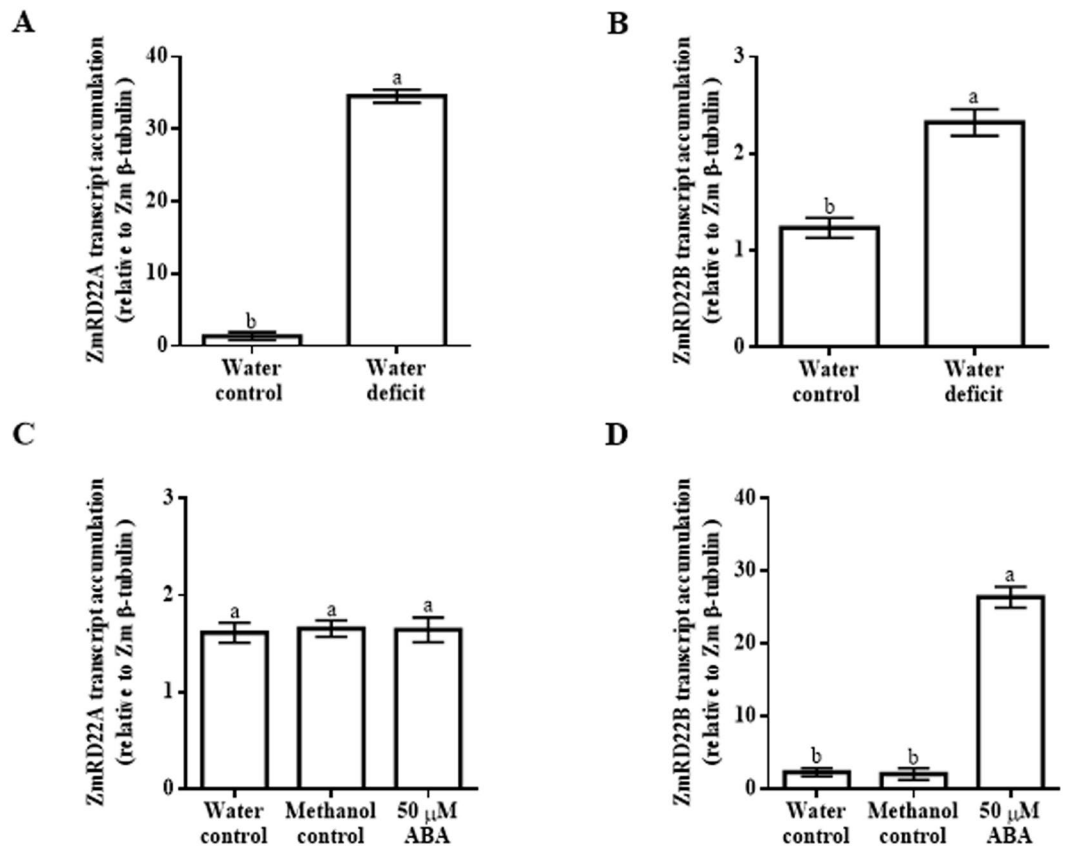 A
ZmRD22A transcript accumulation
(relative to Zm β-tubulin )
40
30
20
10
0
a
b
Water
control
Water
deficit
B
ZmRD22B transcript accumulation
(relative to Zm β-tubulin )
3
2
1
0
a
b
Water
control
Water
deficit
C
ZmRD22A transcript accumulation
(relative to Zm β-tubulin )
3
2
1
0
a
a
a
Water
control
Methanol
control
50 μM
ABA
D
ZmRD22B transcript accumulation
(relative to Zm β-tubulin )
40
30
20
10
0
b
b
a
Water
control
Methanol
control
50 μM
ABA